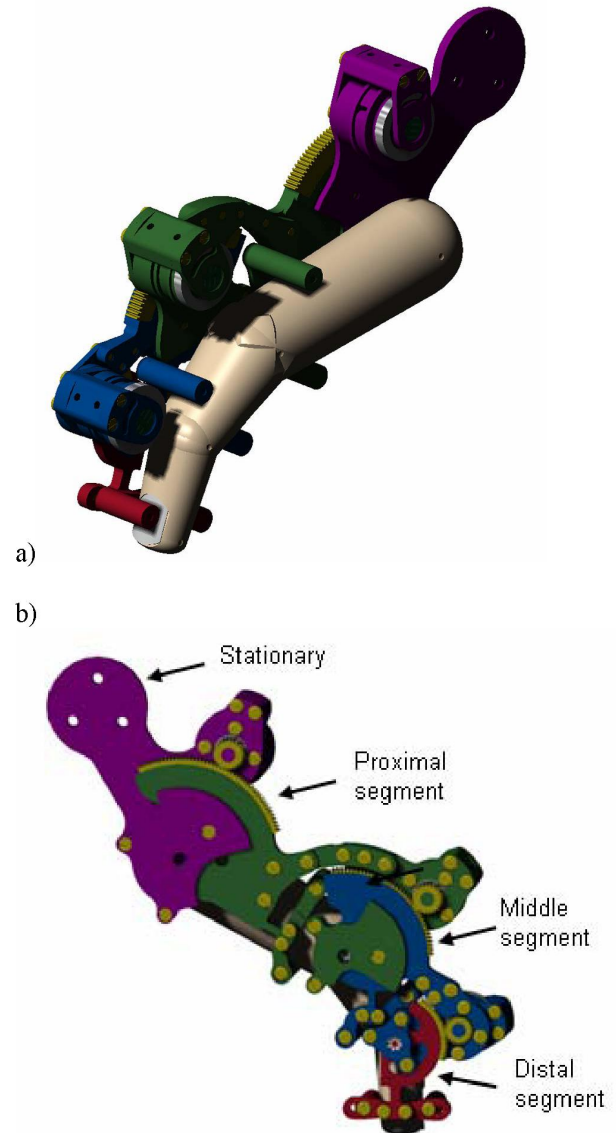 a)
b)
Stationary
Proximal
segment
Middle
segment
Distal
segment